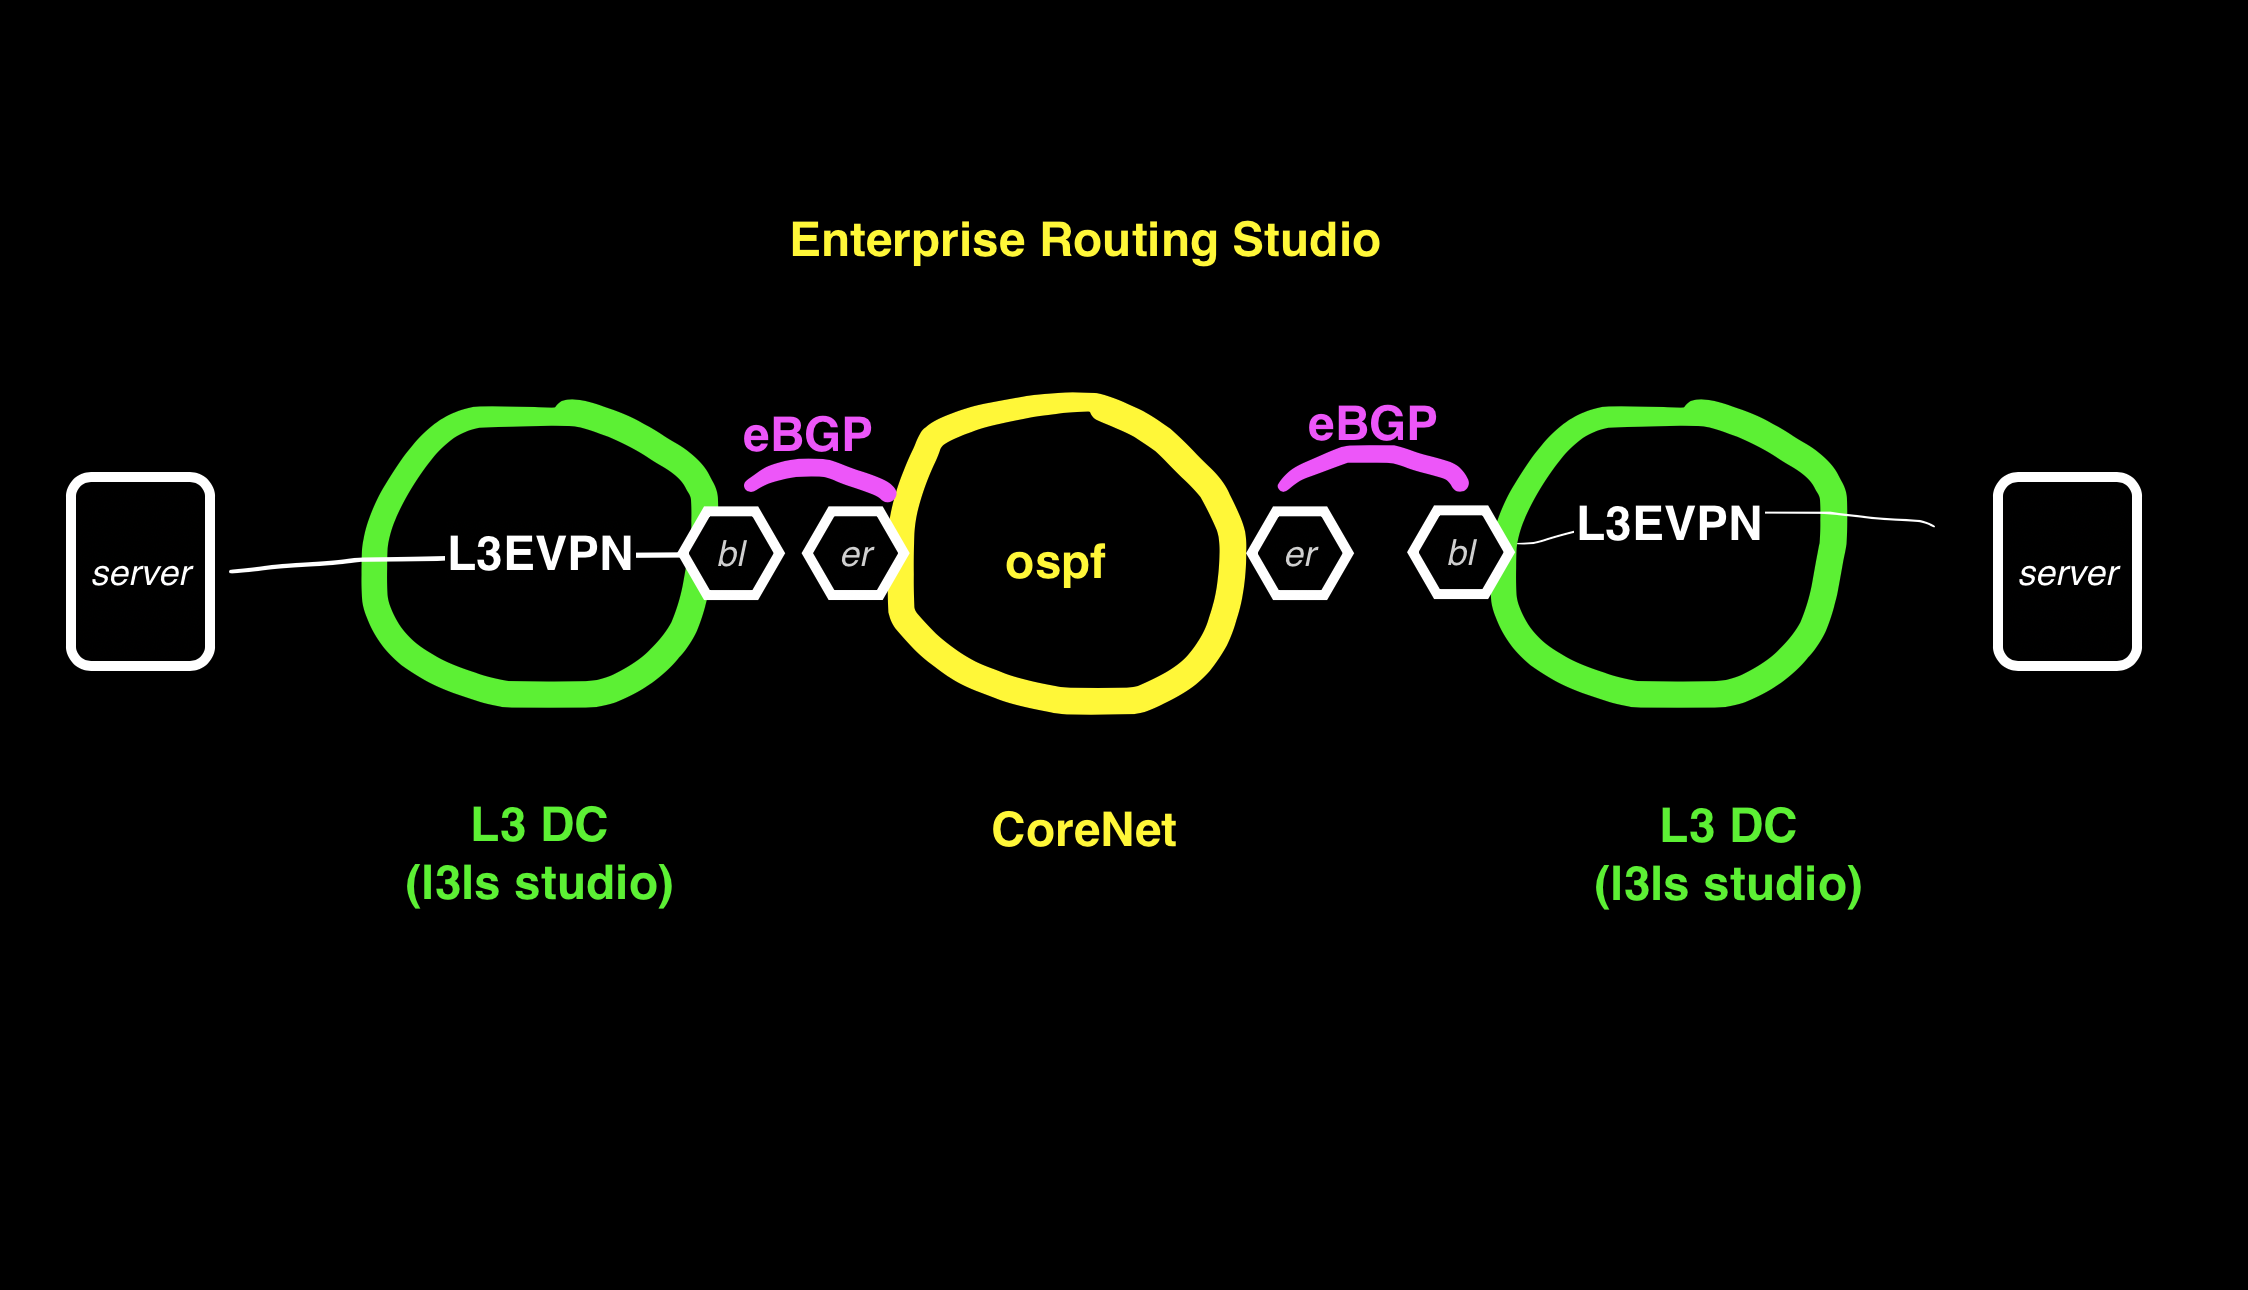 Enterprise Routing Studio
eBGP
eBGP
server
L3EVPN
bl
er
ospf
er
bl
L3EVPN
server
L3 DC
(l3ls studio)
CoreNet
L3 DC
(l3ls studio)